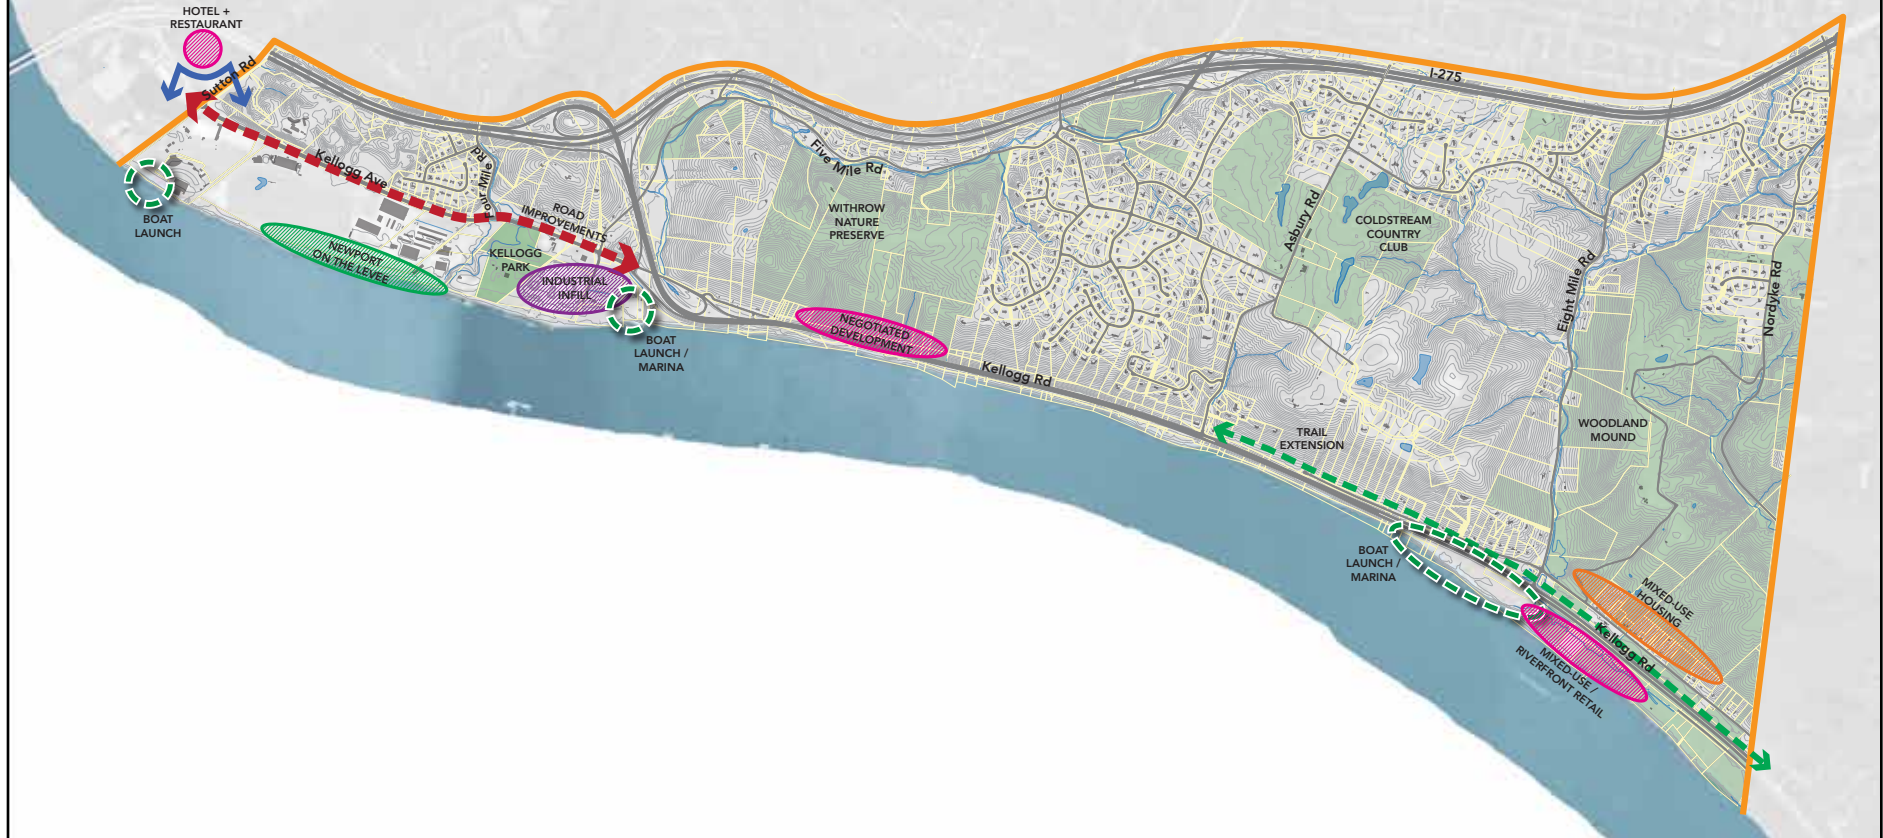 HOTEL +
RESTAURANT
Sutton Rd
I-275
Kellogg Ave
Four Mile Rd
Five Mile Rd
BOAT
LAUNCH
NEWPORT
ON THE LEVEE
ROAD
IMPROVEMENTS
KELLOGG
PARK
INDUSTRIAL
INFILL
BOAT
LAUNCH /
MARINA
WITHROW
NATURE
PRESERVE
NEGOTIATED
DEVELOPMENT
Kellogg Rd
Asbury Rd
COLDSTREAM
COUNTRY
CLUB
Eight Mile Rd
Nordyke Rd
TRAIL
EXTENSION
WOODLAND
MOUND
BOAT
LAUNCH /
MARINA
MIXED-USE
HOUSING
Kellogg Rd
MIXED-USE /
RIVERFRONT RETAIL